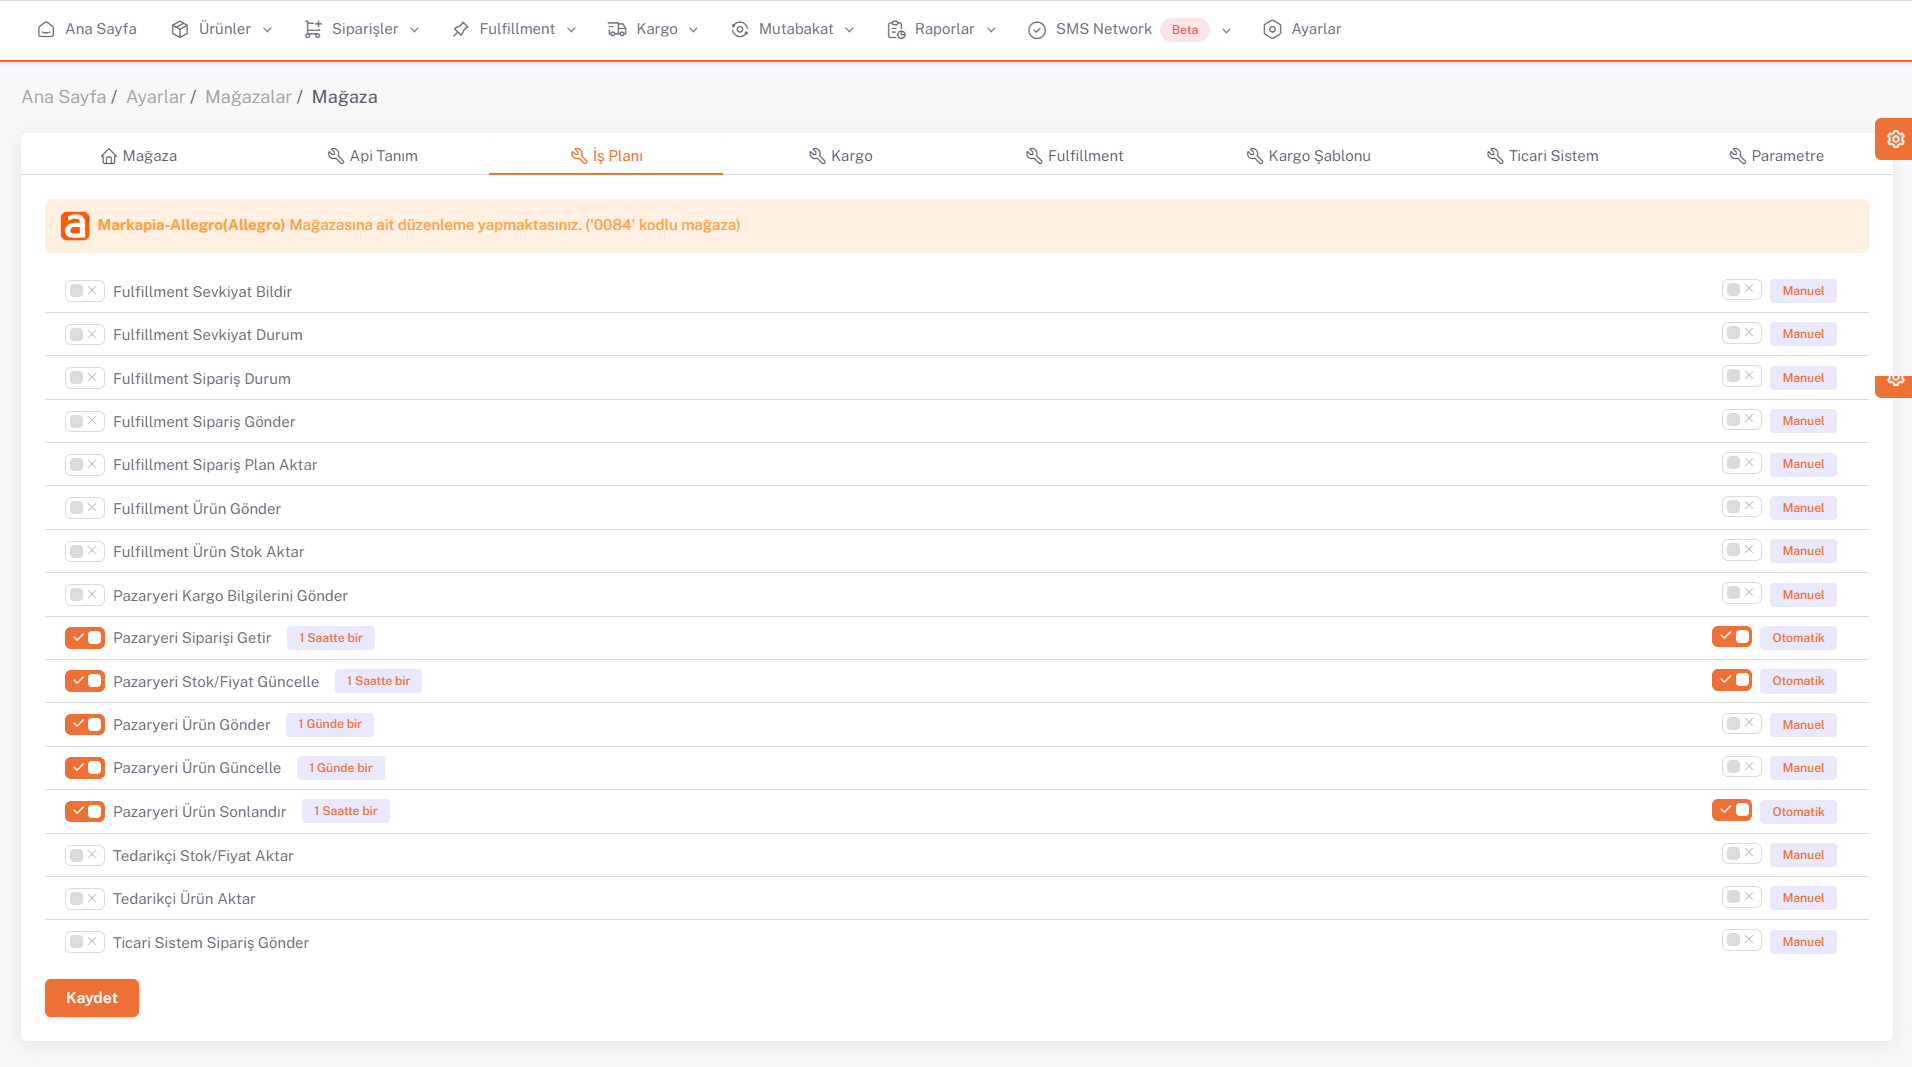 Ana Sayfa Ürünler Siparişler Fulfillment Kargo Mutabakat Raporlar SMS Network Beta Ayarlar
Ana Sayfa / Ayarlar / Mağazalar / Mağaza
Mağaza Api Tanım İş Planı Kargo Fulfillment Kargo Şablonu Ticari Sistem Parametre
a Markapia-Allegro(Allegro) Mağazasına ait düzenleme yapmaktasınız. ('0084' kodlu mağaza)
Fulfillment Sevkiyat Bildir Manuel
Fulfillment Sevkiyat Durum Manuel
Fulfillment Sipariş Durum Manuel
Fulfillment Sipariş Gönder Manuel
Fulfillment Sipariş Plan Aktar Manuel
Fulfillment Ürün Gönder Manuel
Fulfillment Ürün Stok Aktar Manuel
Pazaryeri Kargo Bilgilerini Gönder Manuel
Pazaryeri Siparişi Getir 1 Saatte bir Otomatik
Pazaryeri Stok/Fiyat Güncelle 1 Saatte bir Otomatik
Pazaryeri Ürün Gönder 1 Günde bir Manuel
Pazaryeri Ürün Güncelle 1 Günde bir Manuel
Pazaryeri Ürün Sonlandır 1 Saatte bir Otomatik
Tedarikçi Stok/Fiyat Aktar Manuel
Tedarikçi Ürün Aktar Manuel
Ticari Sistem Sipariş Gönder Manuel
Kaydet